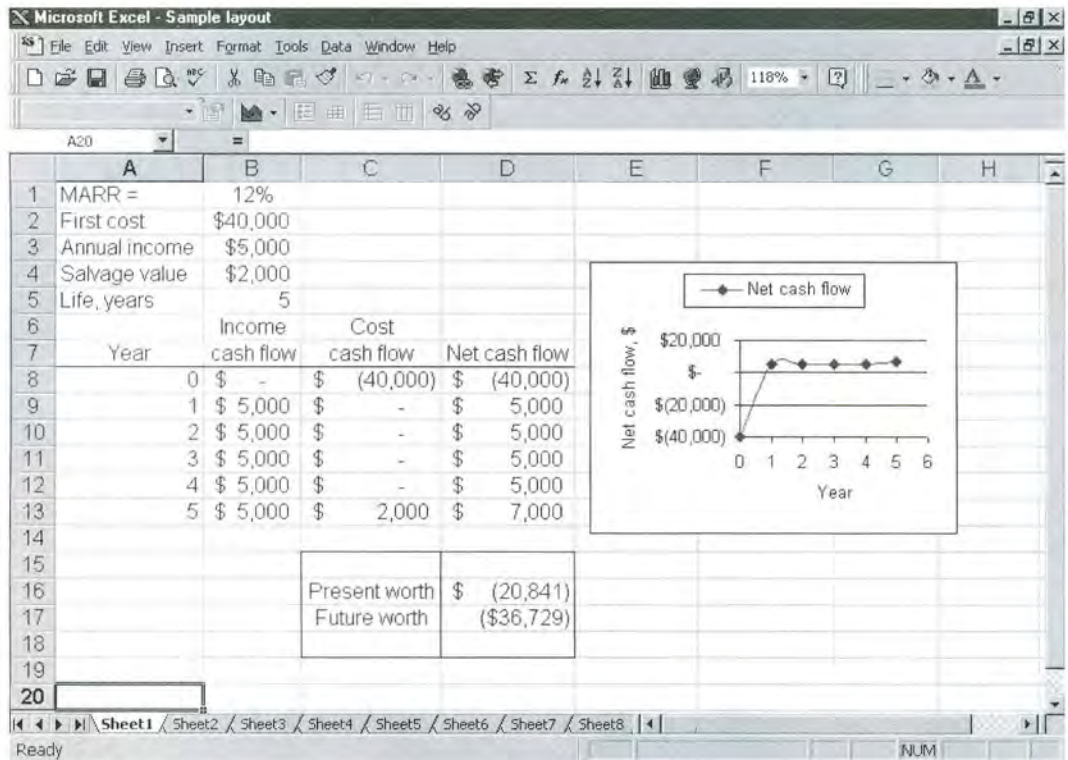 Microsoft Excel - Sample layout
File Edit View Insert Format Tools Data Window Help
118%
A20 =
A B C D E F G H
1 MARR = 12%
2 First cost $40,000
3 Annual income $5,000
4 Salvage value $2,000
5 Life, years 5
6 Income Cost
7 Year cash flow cash flow Net cash flow
8 0 $ - $ (40,000) $ (40,000)
9 1 $ 5,000 $ - $ 5,000
10 2 $ 5,000 $ - $ 5,000
11 3 $ 5,000 $ - $ 5,000
12 4 $ 5,000 $ - $ 5,000
13 5 $ 5,000 $ 2,000 $ 7,000
14
15
16 Present worth $ (20,841)
17 Future worth ($36,729)
18
19
20
Net cash flow
Net cash flow, $
$20,000
$-
$(20,000)
$(40,000)
0 1 2 3 4 5 6
Year
Sheet1 Sheet2 Sheet3 Sheet4 Sheet5 Sheet6 Sheet7 Sheet8
Ready NUM